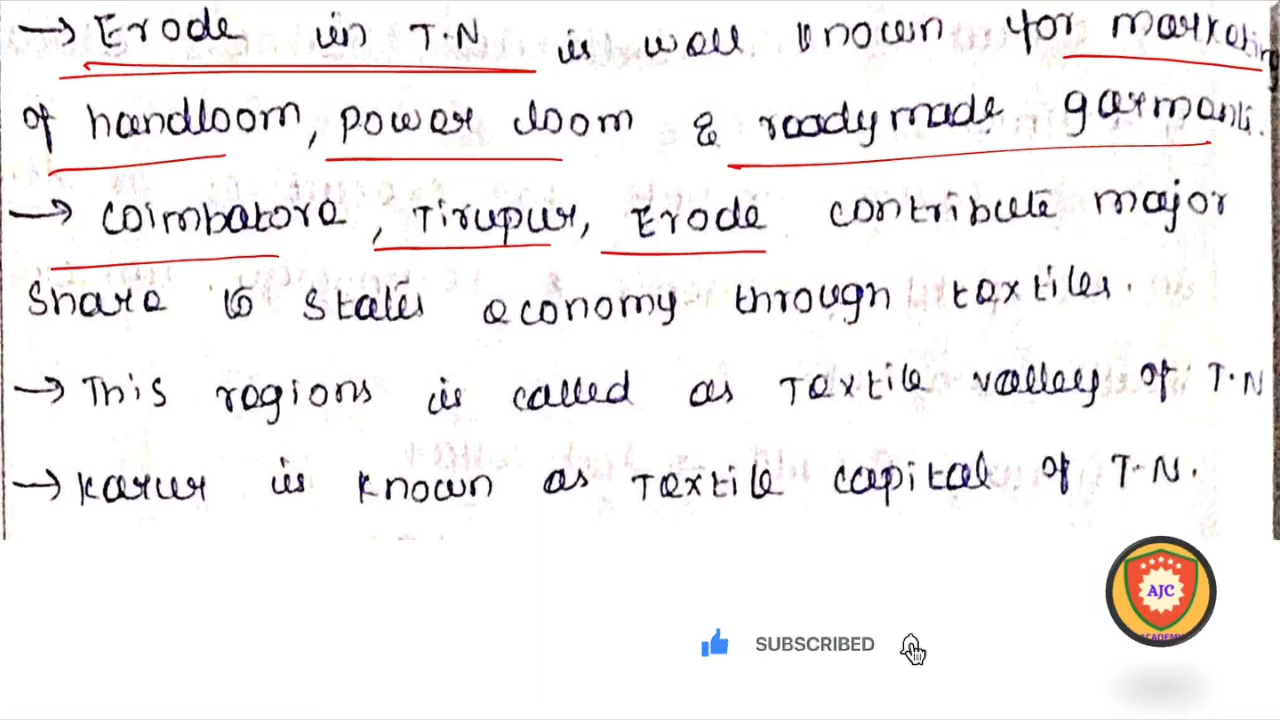 → Erode in T.N is well known for marketing
of handloom, power loom & readymade garments.
→ Coimbatore, Tirupur, Erode contribute major
share to state's economy through textiles.
→ This regions is called as Textile valley of T.N
→ Karur is known as Textile capital of T.N.
AJC
ACADEMY
SUBSCRIBED